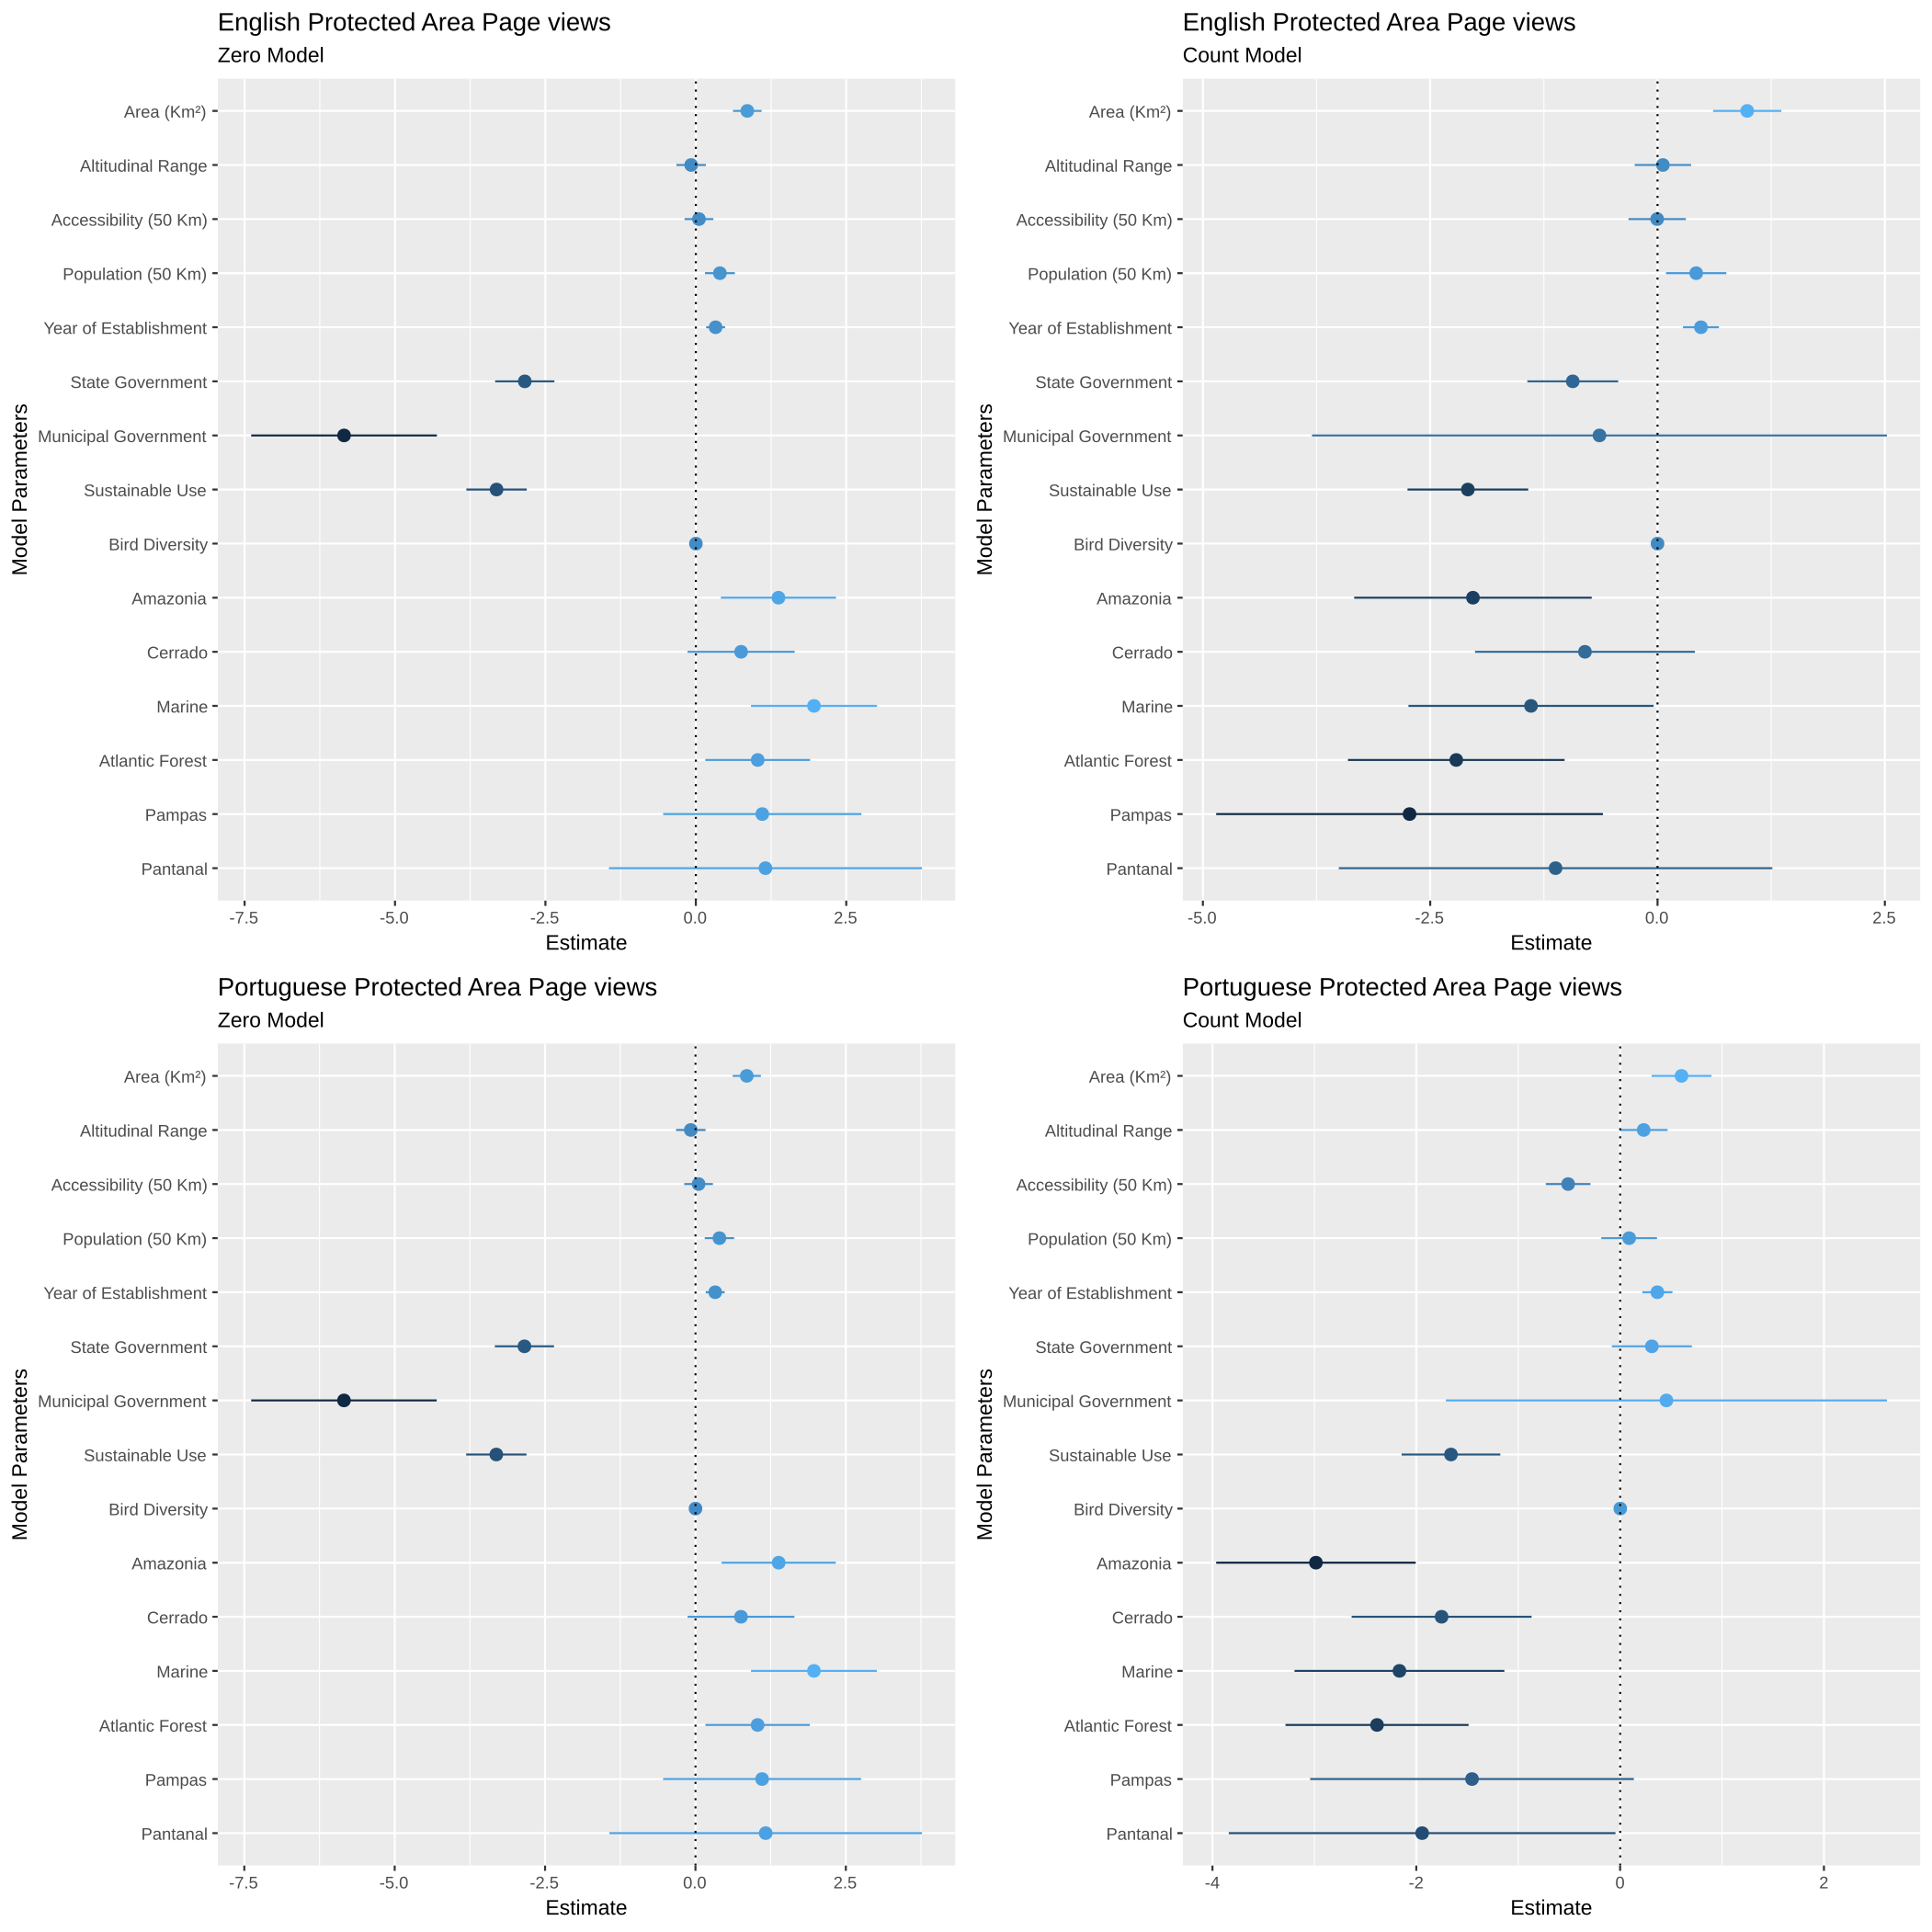 English Protected Area Page views
Zero Model
Model Parameters
Area (Km²)
Altitudinal Range
Accessibility (50 Km)
Population (50 Km)
Year of Establishment
State Government
Municipal Government
Sustainable Use
Bird Diversity
Amazonia
Cerrado
Marine
Atlantic Forest
Pampas
Pantanal
-7.5 -5.0 -2.5 0.0 2.5
Estimate
English Protected Area Page views
Count Model
Model Parameters
Area (Km²)
Altitudinal Range
Accessibility (50 Km)
Population (50 Km)
Year of Establishment
State Government
Municipal Government
Sustainable Use
Bird Diversity
Amazonia
Cerrado
Marine
Atlantic Forest
Pampas
Pantanal
-5.0 -2.5 0.0 2.5
Estimate
Portuguese Protected Area Page views
Zero Model
Model Parameters
Area (Km²)
Altitudinal Range
Accessibility (50 Km)
Population (50 Km)
Year of Establishment
State Government
Municipal Government
Sustainable Use
Bird Diversity
Amazonia
Cerrado
Marine
Atlantic Forest
Pampas
Pantanal
-7.5 -5.0 -2.5 0.0 2.5
Estimate
Portuguese Protected Area Page views
Count Model
Model Parameters
Area (Km²)
Altitudinal Range
Accessibility (50 Km)
Population (50 Km)
Year of Establishment
State Government
Municipal Government
Sustainable Use
Bird Diversity
Amazonia
Cerrado
Marine
Atlantic Forest
Pampas
Pantanal
-4 -2 0 2
Estimate